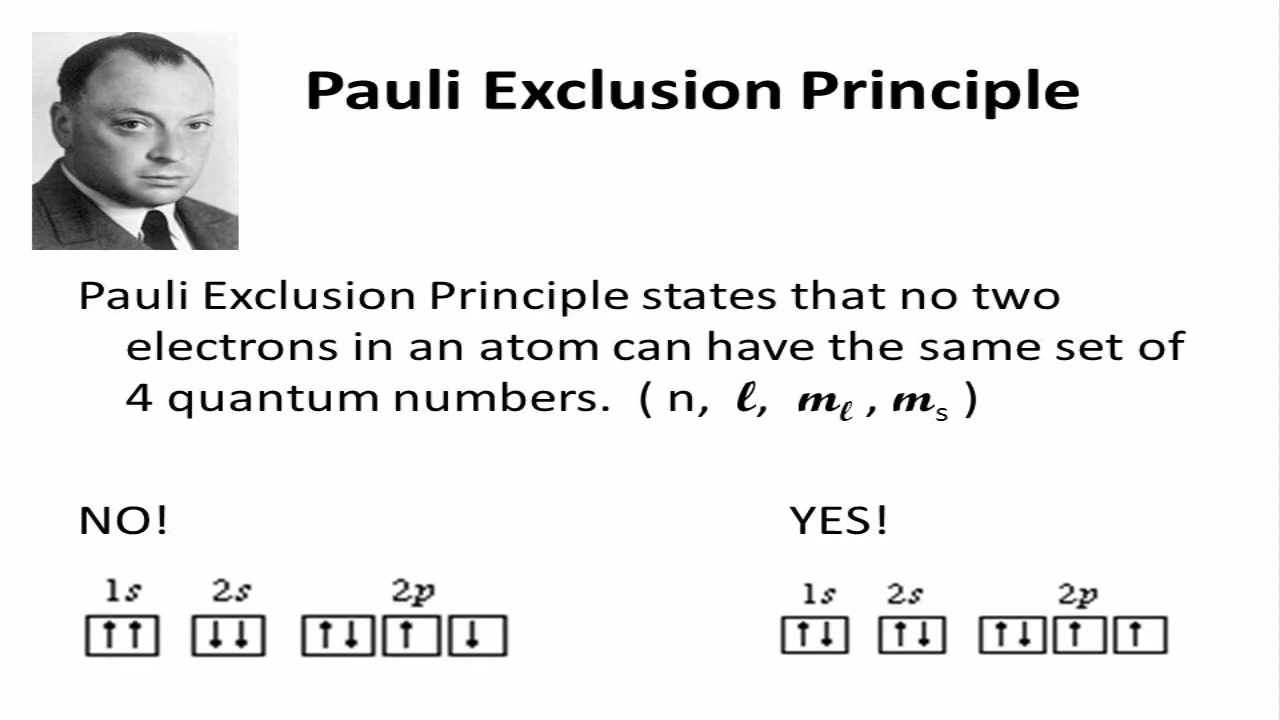 Pauli Exclusion Principle
Pauli Exclusion Principle states that no two
electrons in an atom can have the same set of
4 quantum numbers. ( n, ℓ, mℓ , ms )
NO! YES!
1s 2s 2p 1s 2s 2p
↑↑ ↓↓ ↑↓ ↑ ↓ ↑↓ ↑↓ ↑↓ ↑ ↑